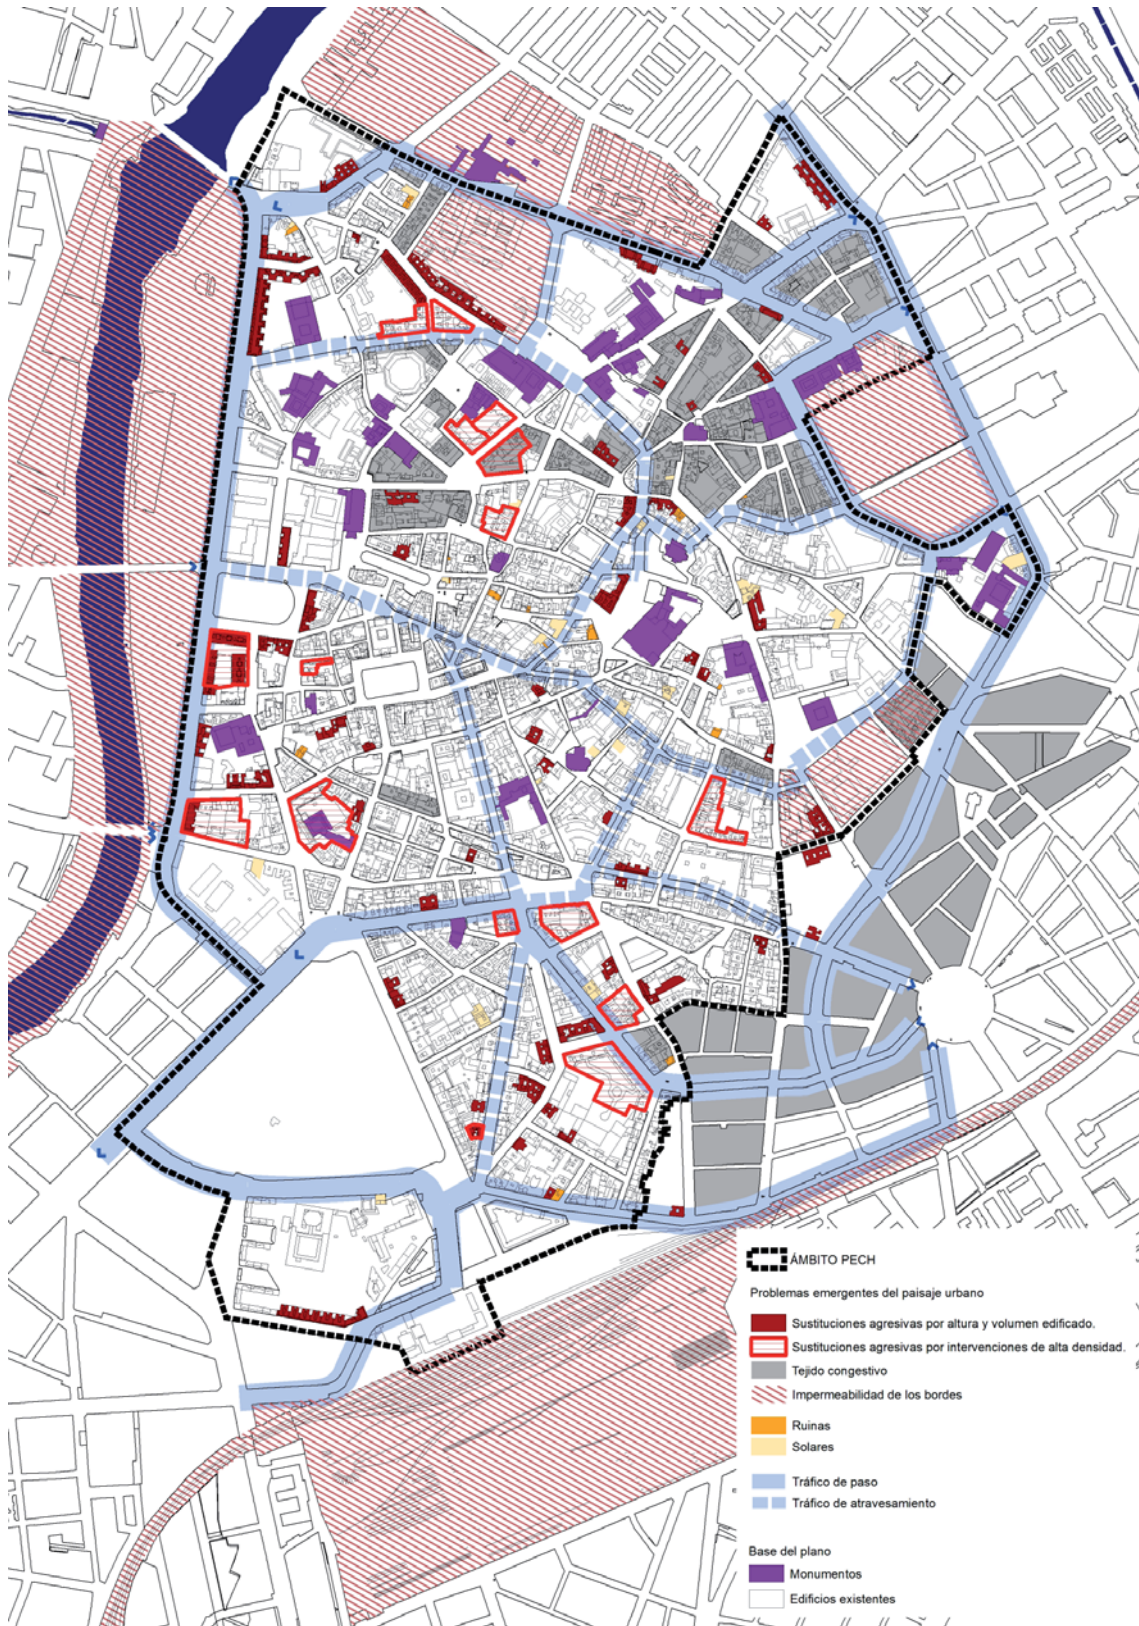 ÁMBITO PECH
Problemas emergentes del paisaje urbano
Sustituciones agresivas por altura y volumen edificado.
Sustituciones agresivas por intervenciones de alta densidad.
Tejido congestivo
Impermeabilidad de los bordes
Ruinas
Solares
Tráfico de paso
Tráfico de atravesamiento
Base del plano
Monumentos
Edificios existentes